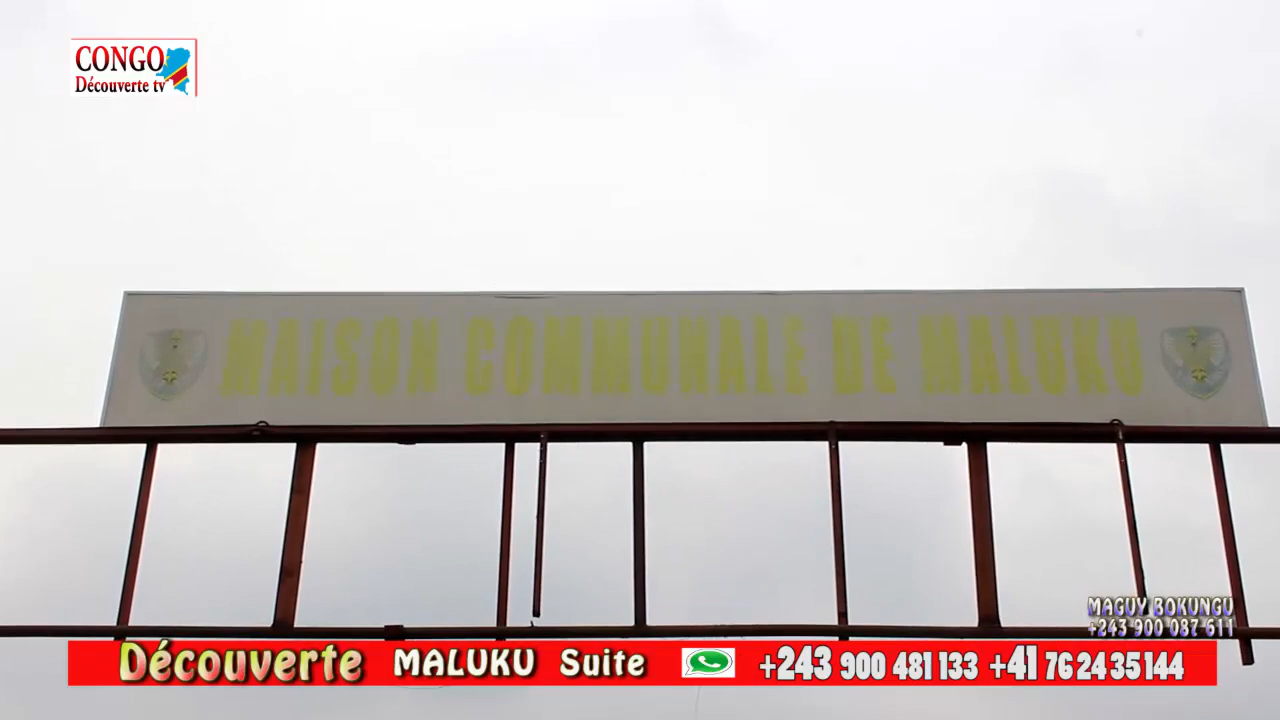 CONGO
Découverte tv
MAISON COMMUNALE DE MALUKU
MAGUY BOKUNGU
+243 900 087 611
Découverte MALUKU Suite +243 900 481 133 +41 76 24 35 144